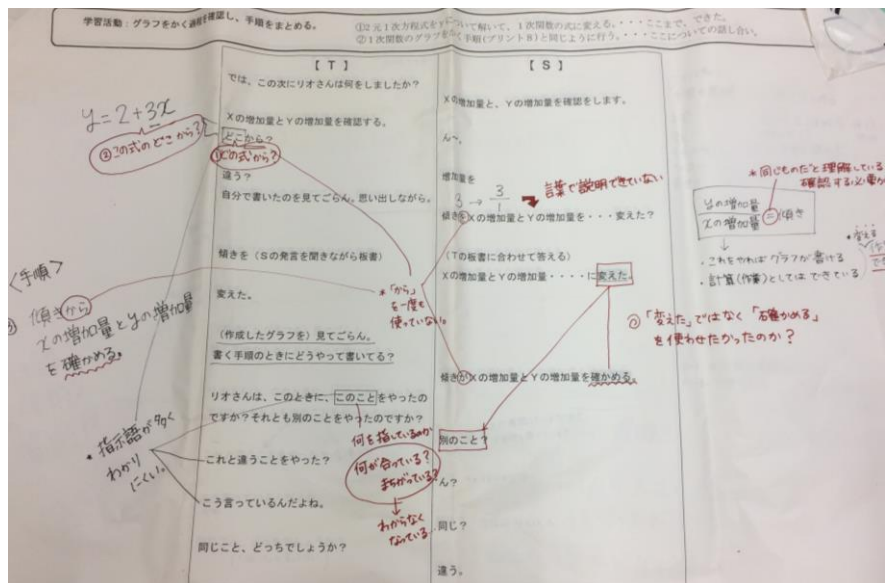 学習活動：グラフをかく過程を確認し、手順をまとめる。
①2元1次方程式をyについて解いて、1次関数の式に変える。・・・ここまで、できた。
②1次関数のグラフをかく手順(プリント8)と同じように行う。・・・ここについての話し合い。
【T】
【S】
では、この次にリオさんは何をしましたか？
Xの増加量と、Yの増加量を確認をします。
y=2+3x
Xの増加量とYの増加量を確認する。
②この式のどこから？
どこから？
ん〜。
①どの式から？
違う？
増加量を
3→3/1
言葉で説明できていない
自分で書いたのを見てごらん。思い出しながら。
傾きをXの増加量とYの増加量を・・・変えた？
*同じものだと理解している
確認する必要が
yの増加量
xの増加量
=傾き
・これをやればグラフが書ける
・計算(作業)としてはできている
*変える
傾きを（Sの発言を聞きながら板書）
（Tの板書に合わせて答える）
Xの増加量とYの増加量・・・・に変えた。
〈手順〉
傾きから
xの増加量とyの増加量
を確かめる。
変えた。
*「から」
を一度も
使っていない。
◎「変えた」ではなく「確かめる」
を使わせたかったのか？
（作成したグラフを）見てごらん。
書く手順のときにどうやって書いてる？
傾きがXの増加量とYの増加量を確かめる。
リオさんは、このときに、このことをやったの
ですか？それとも別のことをやったのですか？
何を指しているのか
別のこと？
*指示語が多く
わかり
にくい。
これと違うことをやった？
何が合っている？
まちがっている？
ん？
こう言っているんだよね。
わからなく
なっている…
同じ？
同じこと、どっちでしょうか？
違う。